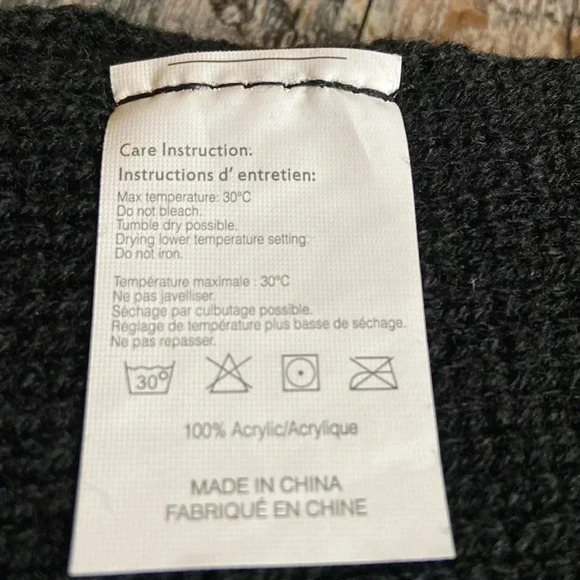 Care Instruction:
Instructions d' entretien:
Max temperature: 30°C
Do not bleach.
Tumble dry possible.
Drying lower temperature setting.
Do not iron.
Température maximale : 30°C
Ne pas javelliser.
Séchage par culbutage possible.
Réglage de température plus basse de séchage.
Ne pas repasser.
30°
100% Acrylic/Acrylique
MADE IN CHINA
FABRIQUÉ EN CHINE